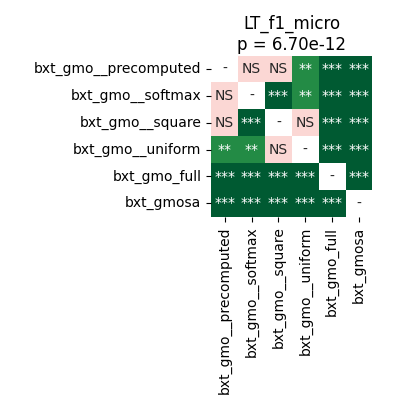 LT_f1_micro
p = 6.70e-12
bxt_gmo__precomputed - NS NS ** *** ***
bxt_gmo__softmax NS - *** ** *** ***
bxt_gmo__square NS *** - NS *** ***
bxt_gmo__uniform ** ** NS - *** ***
bxt_gmo_full *** *** *** *** - ***
bxt_gmosa *** *** *** *** *** -
bxt_gmo__precomputed
bxt_gmo__softmax
bxt_gmo__square
bxt_gmo__uniform
bxt_gmo_full
bxt_gmosa